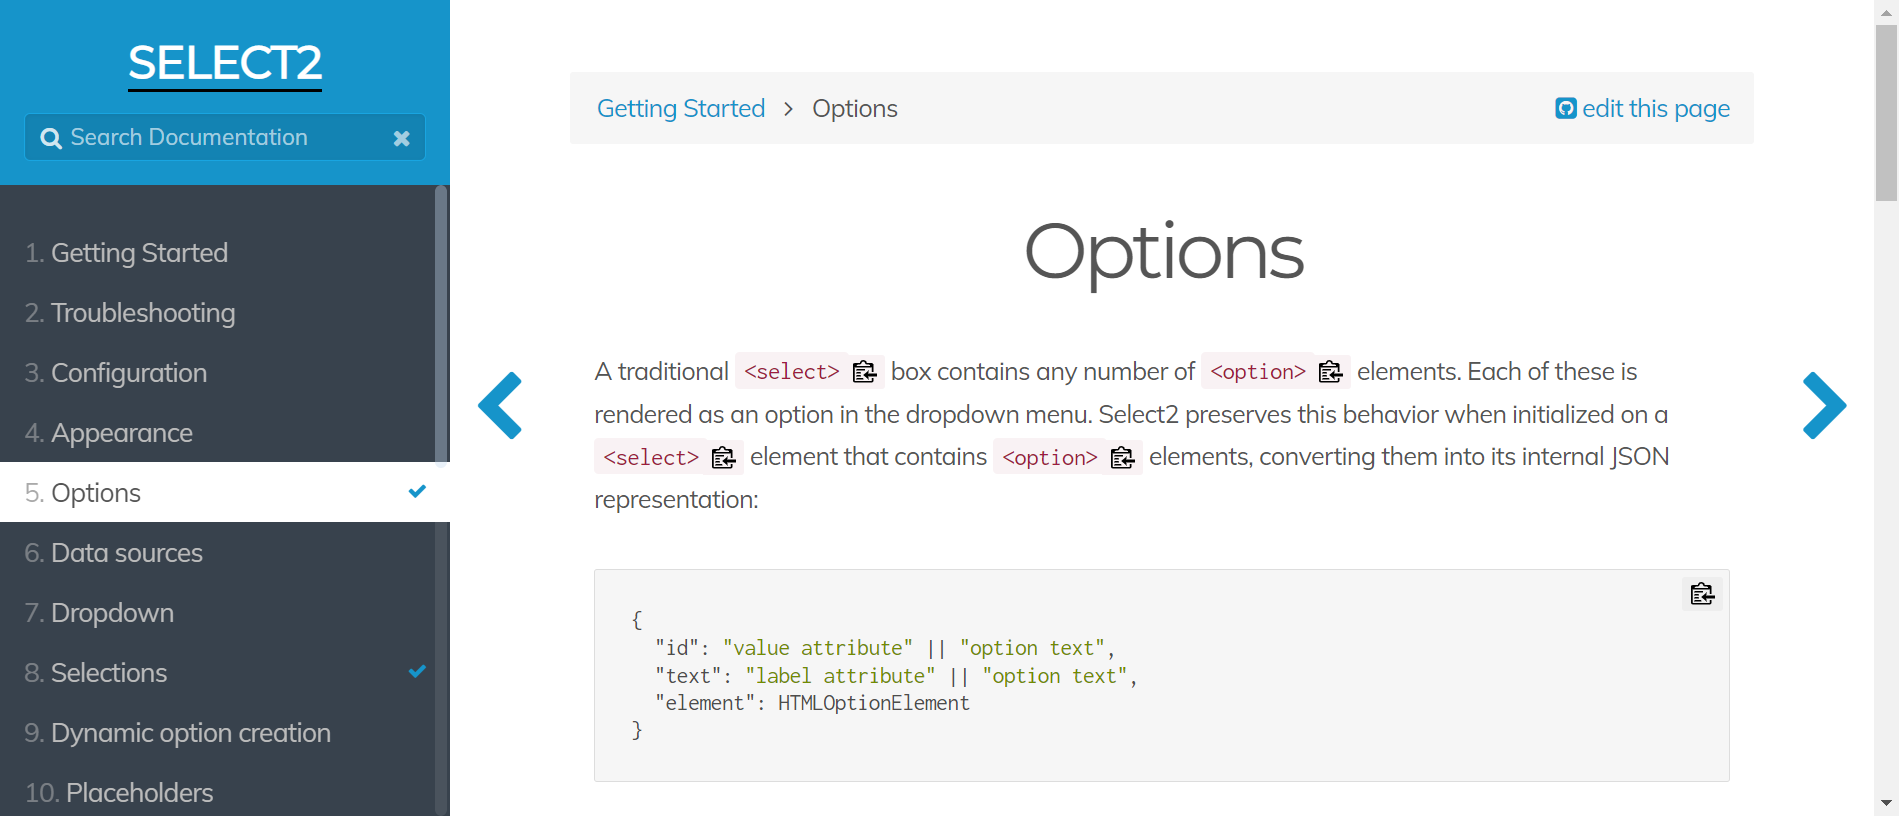 SELECT2
Search Documentation
1. Getting Started
2. Troubleshooting
3. Configuration
4. Appearance
5. Options
6. Data sources
7. Dropdown
8. Selections
9. Dynamic option creation
10. Placeholders
Getting Started > Options
edit this page
Options
A traditional <select> box contains any number of <option> elements. Each of these is
rendered as an option in the dropdown menu. Select2 preserves this behavior when initialized on a
<select> element that contains <option> elements, converting them into its internal JSON
representation:
{
  "id": "value attribute" || "option text",
  "text": "label attribute" || "option text",
  "element": HTMLOptionElement
}